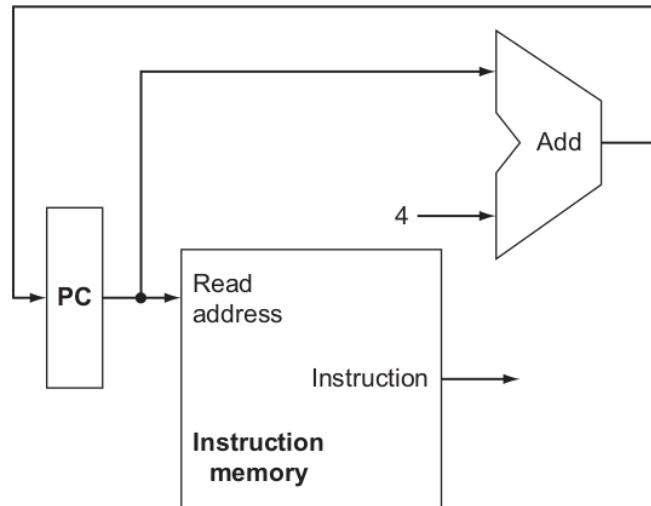 Add
4
PC
Read
address
Instruction
Instruction
memory